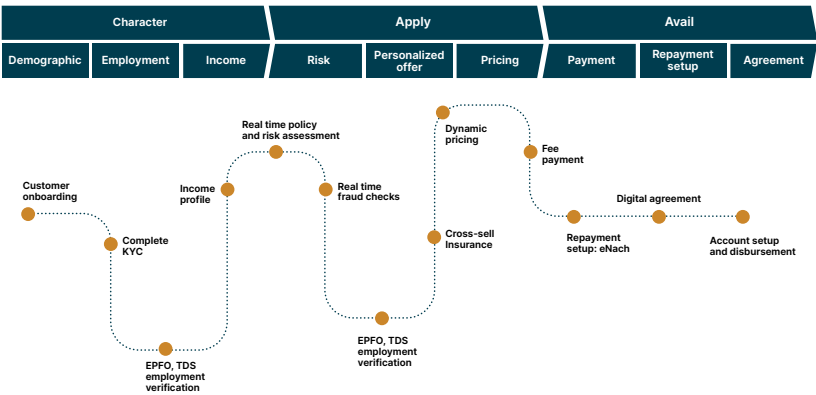 Character
Apply
Avail
Demographic
Employment
Income
Risk
Personalized
offer
Pricing
Payment
Repayment
setup
Agreement
Customer
onboarding
Complete
KYC
EPFO, TDS
employment
verification
Income
profile
Real time policy
and risk assessment
Real time
fraud checks
EPFO, TDS
employment
verification
Cross-sell
Insurance
Dynamic
pricing
Fee
payment
Repayment
setup: eNach
Digital agreement
Account setup
and disbursement